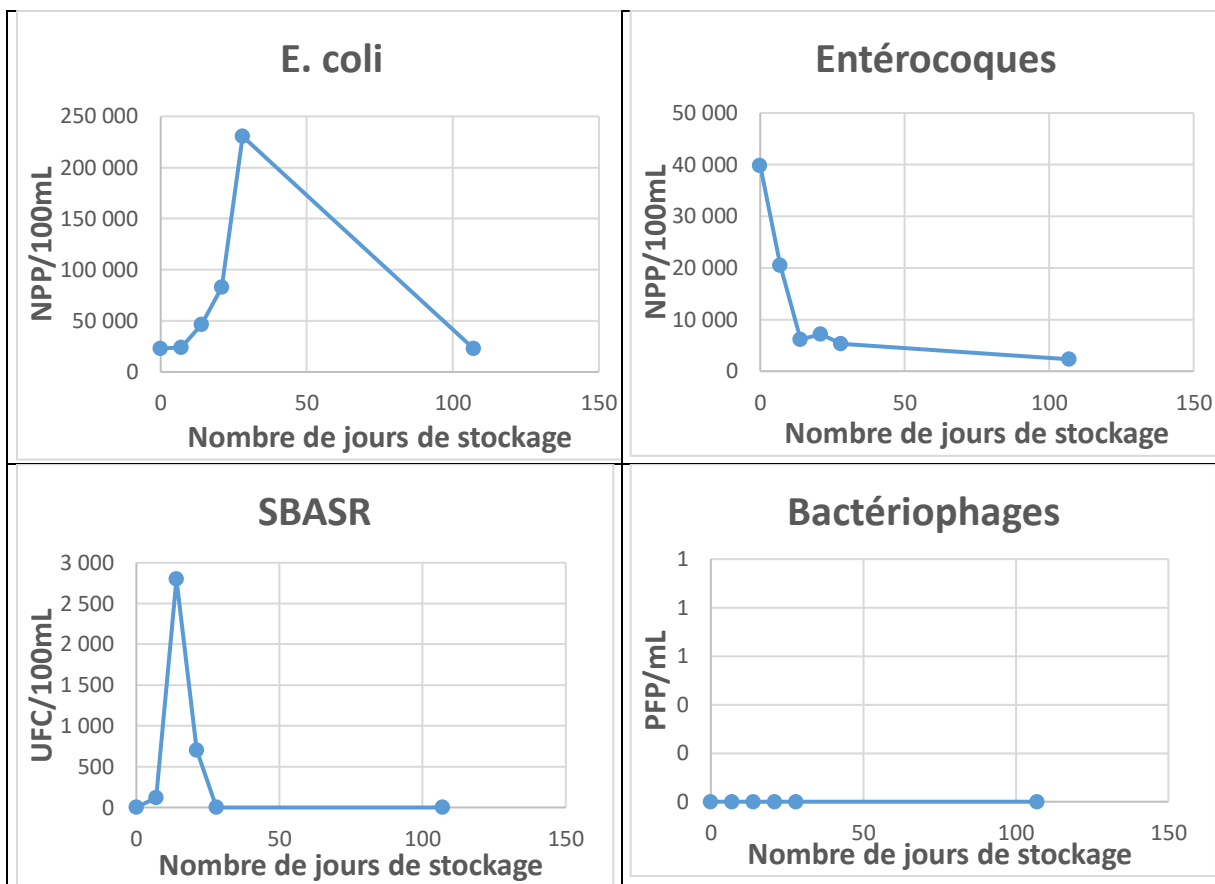 E. coli
NPP/100mL
250 000
200 000
150 000
100 000
50 000
0
0 50 100 150
Nombre de jours de stockage
Entérocoques
NPP/100mL
50 000
40 000
30 000
20 000
10 000
0
0 50 100 150
Nombre de jours de stockage
SBASR
UFC/100mL
3 000
2 500
2 000
1 500
1 000
500
0
0 50 100 150
Nombre de jours de stockage
Bactériophages
PFP/mL
1
1
1
0
0
0
0 50 100 150
Nombre de jours de stockage